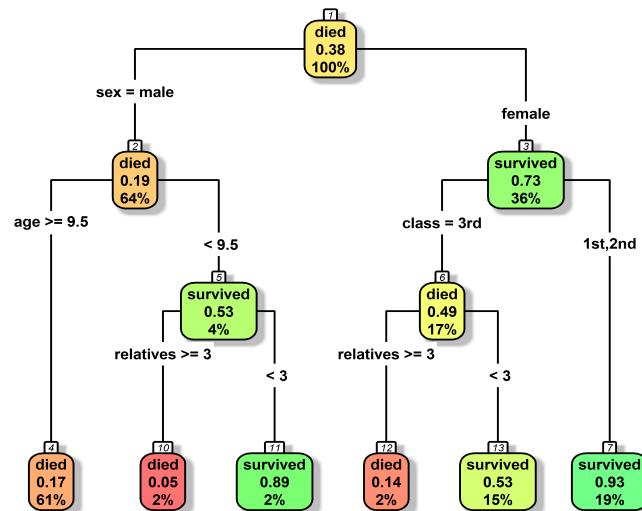 1
died
0.38
100%
sex = male
female
2
died
0.19
64%
3
survived
0.73
36%
age >= 9.5
< 9.5
class = 3rd
1st,2nd
5
survived
0.53
4%
6
died
0.49
17%
relatives >= 3
< 3
relatives >= 3
< 3
4
died
0.17
61%
10
died
0.05
2%
11
survived
0.89
2%
12
died
0.14
2%
13
survived
0.53
15%
7
survived
0.93
19%